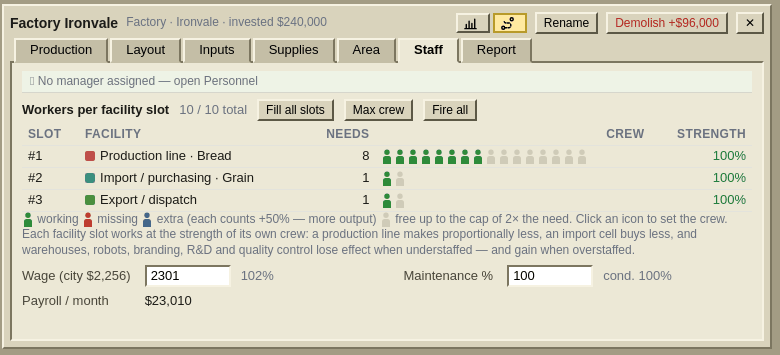 Factory Ironvale Factory · Ironvale · invested $240,000 Rename Demolish +$96,000 ✕
Production Layout Inputs Supplies Area Staff Report
No manager assigned — open Personnel
Workers per facility slot 10 / 10 total Fill all slots Max crew Fire all
SLOT FACILITY NEEDS CREW STRENGTH
#1 Production line · Bread 8 100%
#2 Import / purchasing · Grain 1 100%
#3 Export / dispatch 1 100%
working missing extra (each counts +50% — more output) free up to the cap of 2× the need. Click an icon to set the crew.
Each facility slot works at the strength of its own crew: a production line makes proportionally less, an import cell buys less, and
warehouses, robots, branding, R&D and quality control lose effect when understaffed — and gain when overstaffed.
Wage (city $2,256) 2301 102% Maintenance % 100 cond. 100%
Payroll / month $23,010